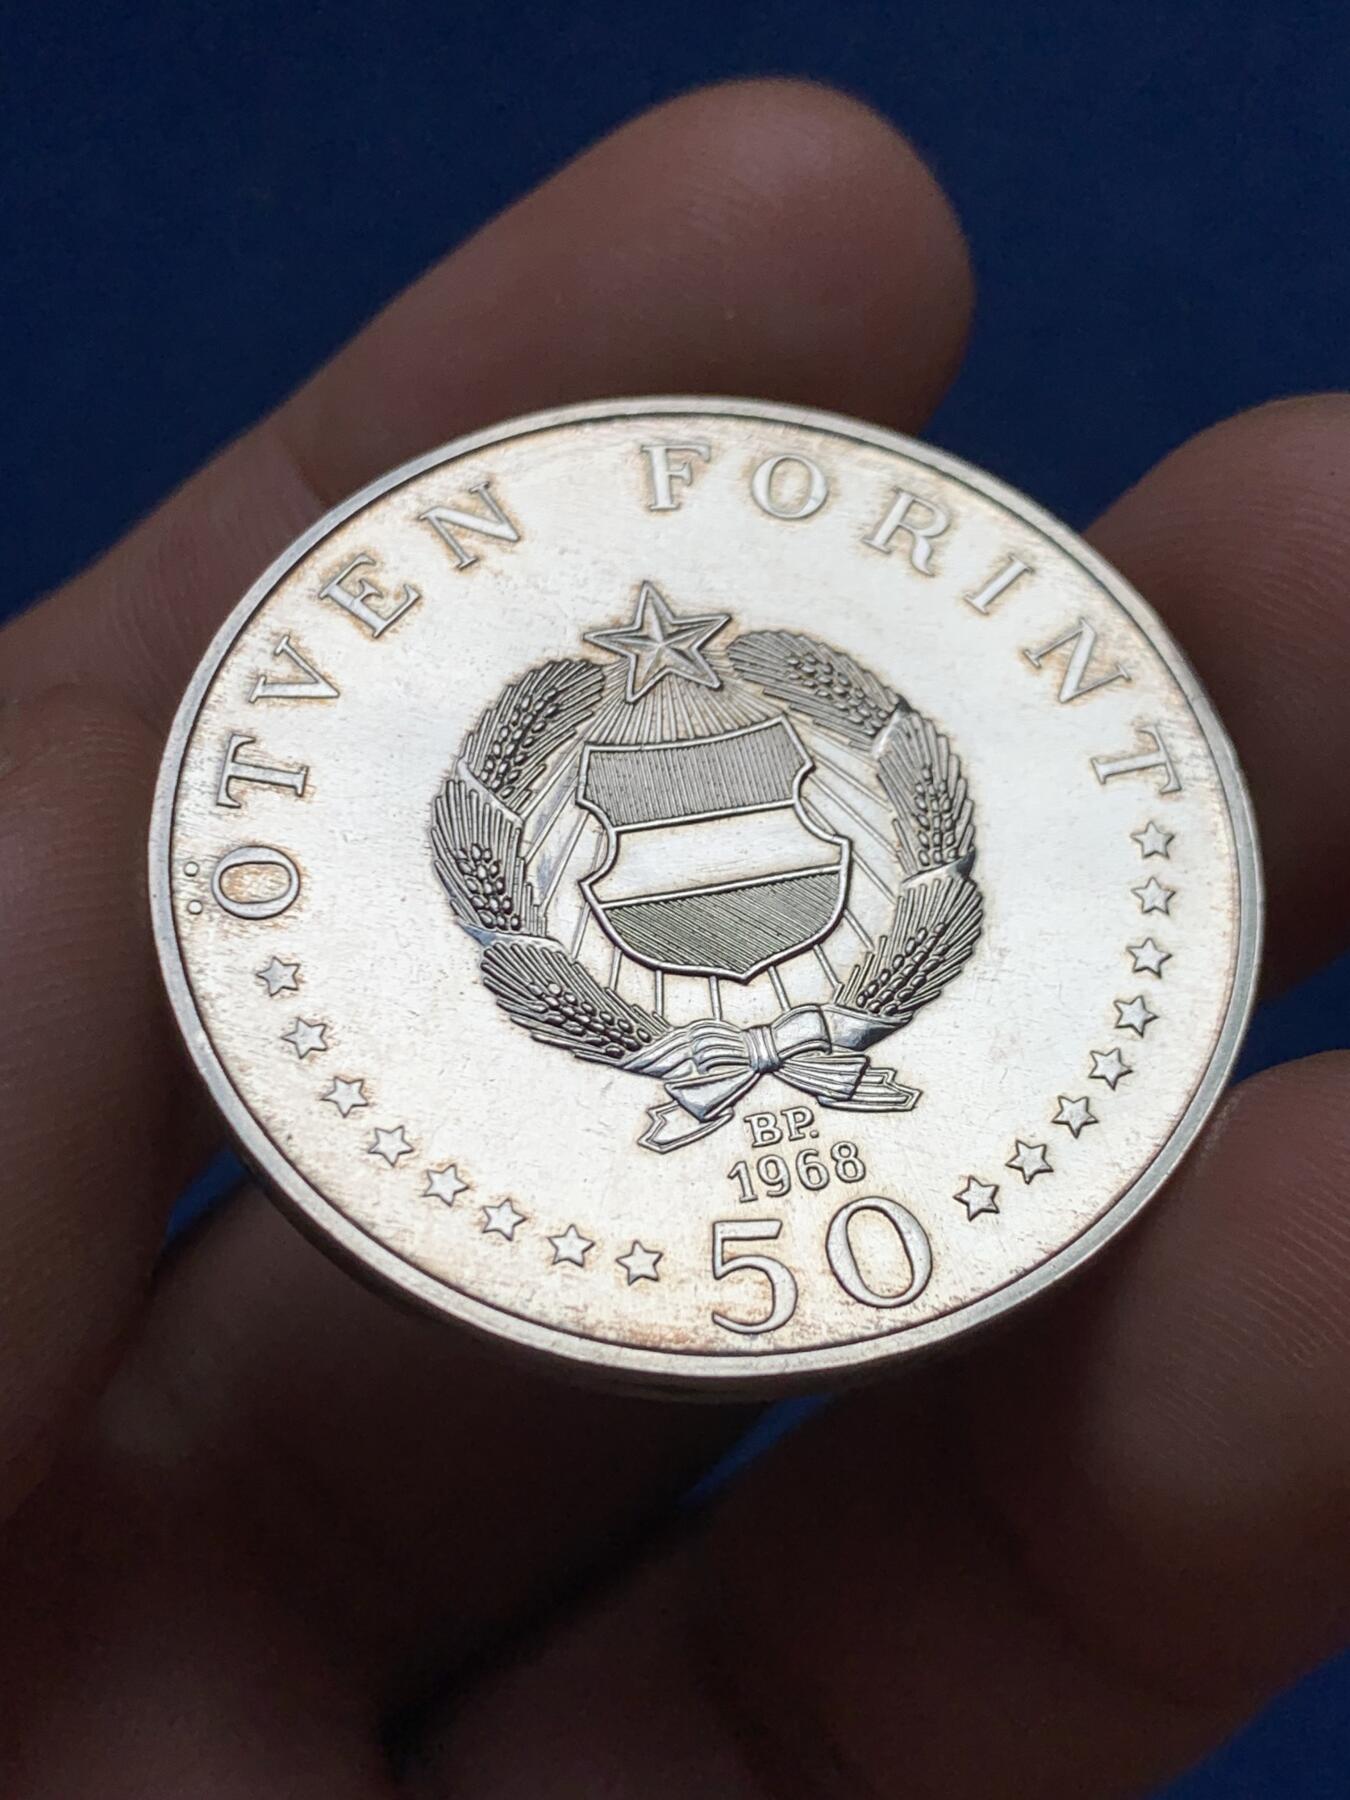 ÖTVEN FORINT
BP.
1968
50